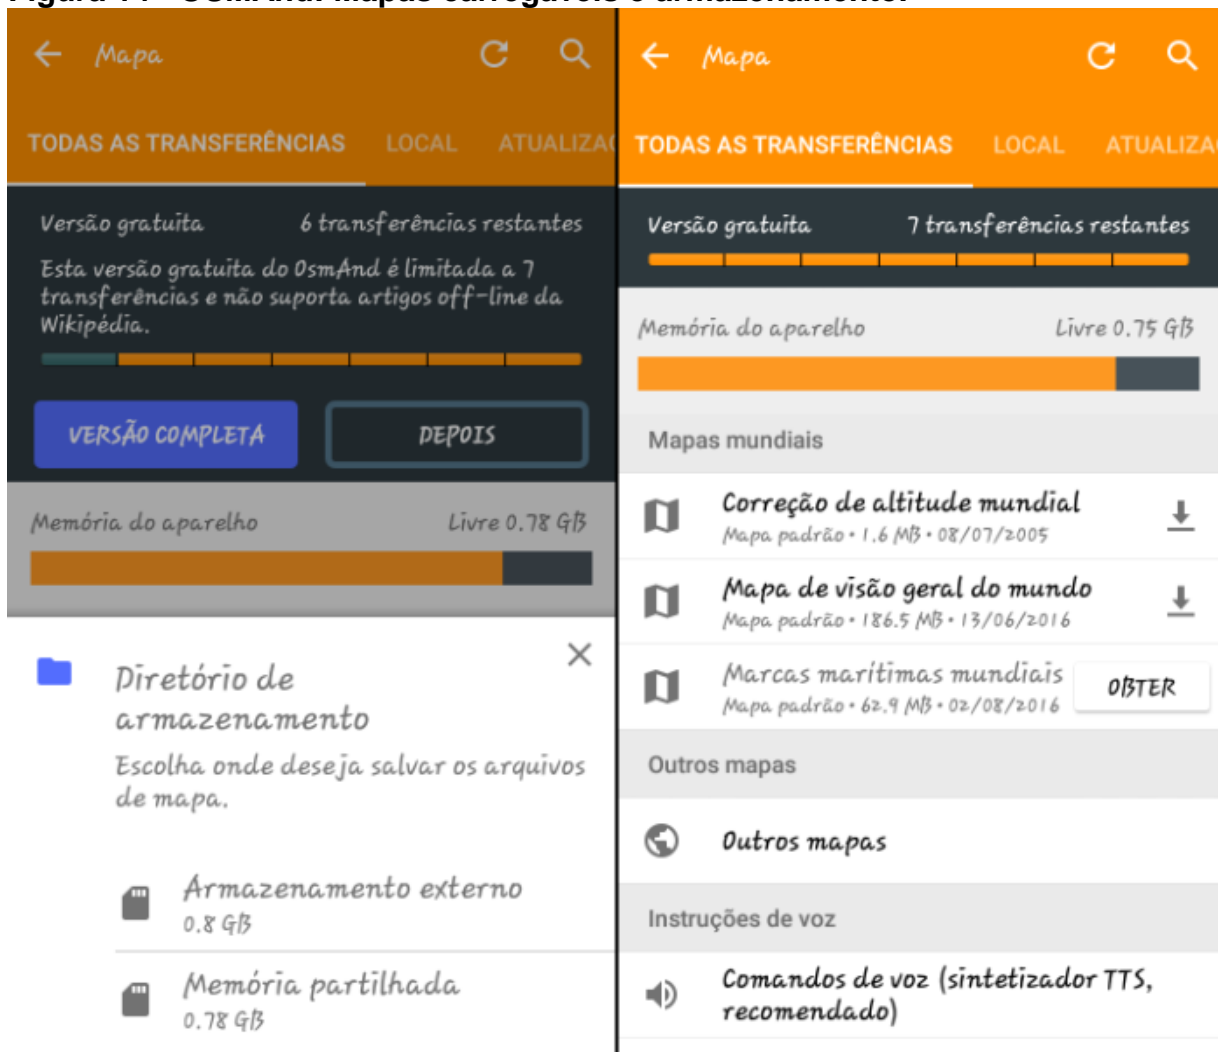 Mapa
TODAS AS TRANSFERÊNCIAS LOCAL ATUALIZAÇ
Versão gratuita 6 transferências restantes
Esta versão gratuita do OsmAnd é limitada a 7
transferências e não suporta artigos off-line da
Wikipédia.
VERSÃO COMPLETA DEPOIS
Memória do aparelho Livre 0.78 GB
Diretório de
armazenamento
Escolha onde deseja salvar os arquivos
de mapa.
Armazenamento externo
0.8 GB
Memória partilhada
0.78 GB
Mapa
TODAS AS TRANSFERÊNCIAS LOCAL ATUALIZA
Versão gratuita 7 transferências restantes
Memória do aparelho Livre 0.75 GB
Mapas mundiais
Correção de altitude mundial
Mapa padrão • 1.6 MB • 08/07/2005
Mapa de visão geral do mundo
Mapa padrão • 186.5 MB • 13/06/2016
Marcas marítimas mundiais
Mapa padrão • 62.9 MB • 02/08/2016
OBTER
Outros mapas
Outros mapas
Instruções de voz
Comandos de voz (sintetizador TTS,
recomendado)